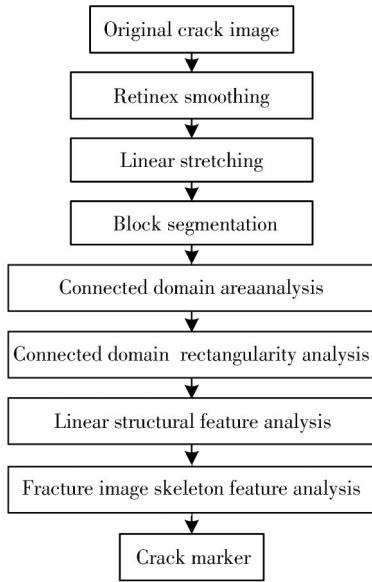 Original crack image
Retinex smoothing
Linear stretching
Block segmentation
Connected domain areaanalysis
Connected domain rectangularity analysis
Linear structural feature analysis
Fracture image skeleton feature analysis
Crack marker